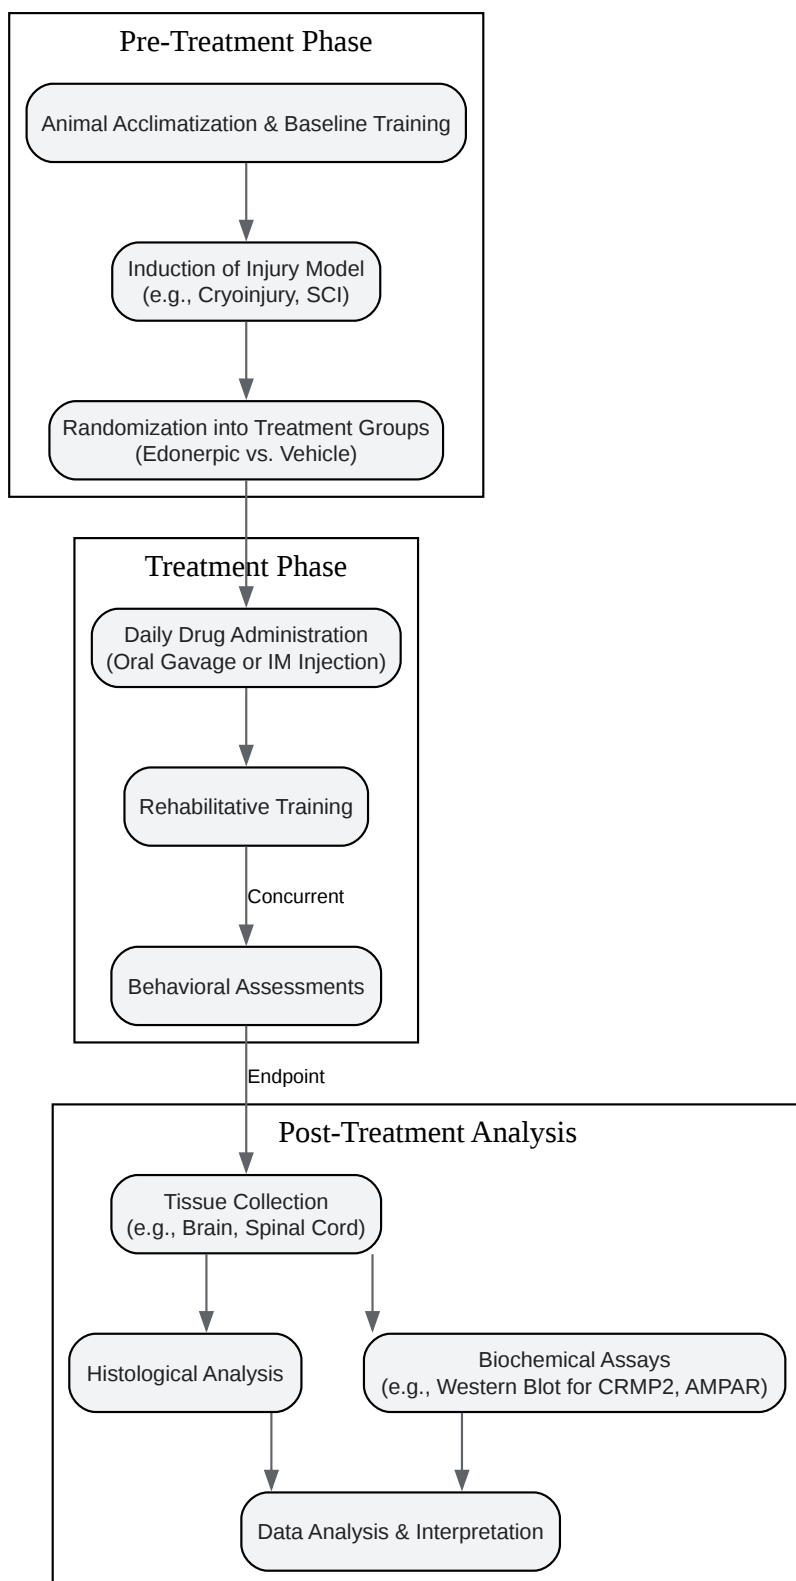 Pre-Treatment Phase
Animal Acclimatization & Baseline Training
Induction of Injury Model
(e.g., Cryoinjury, SCI)
Randomization into Treatment Groups
(Edonerpic vs. Vehicle)
Treatment Phase
Daily Drug Administration
(Oral Gavage or IM Injection)
Rehabilitative Training
Concurrent
Behavioral Assessments
Endpoint
Post-Treatment Analysis
Tissue Collection
(e.g., Brain, Spinal Cord)
Histological Analysis
Biochemical Assays
(e.g., Western Blot for CRMP2, AMPAR)
Data Analysis & Interpretation